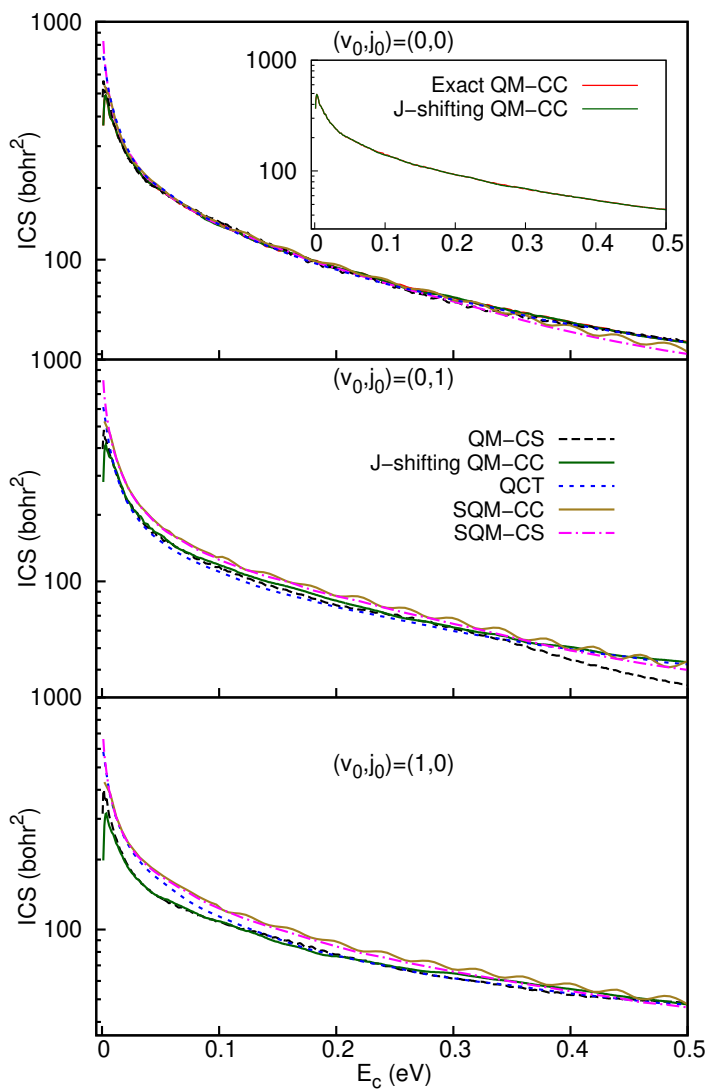 (v0,j0)=(0,0)
1000
100
ICS (bohr2)
1000
100
0
0.1
0.2
0.3
0.4
0.5
Exact QM−CC
J−shifting QM−CC
(v0,j0)=(0,1)
1000
100
ICS (bohr2)
QM−CS
J−shifting QM−CC
QCT
SQM−CC
SQM−CS
(v0,j0)=(1,0)
1000
100
ICS (bohr2)
0
0.1
0.2
0.3
0.4
0.5
Ec (eV)